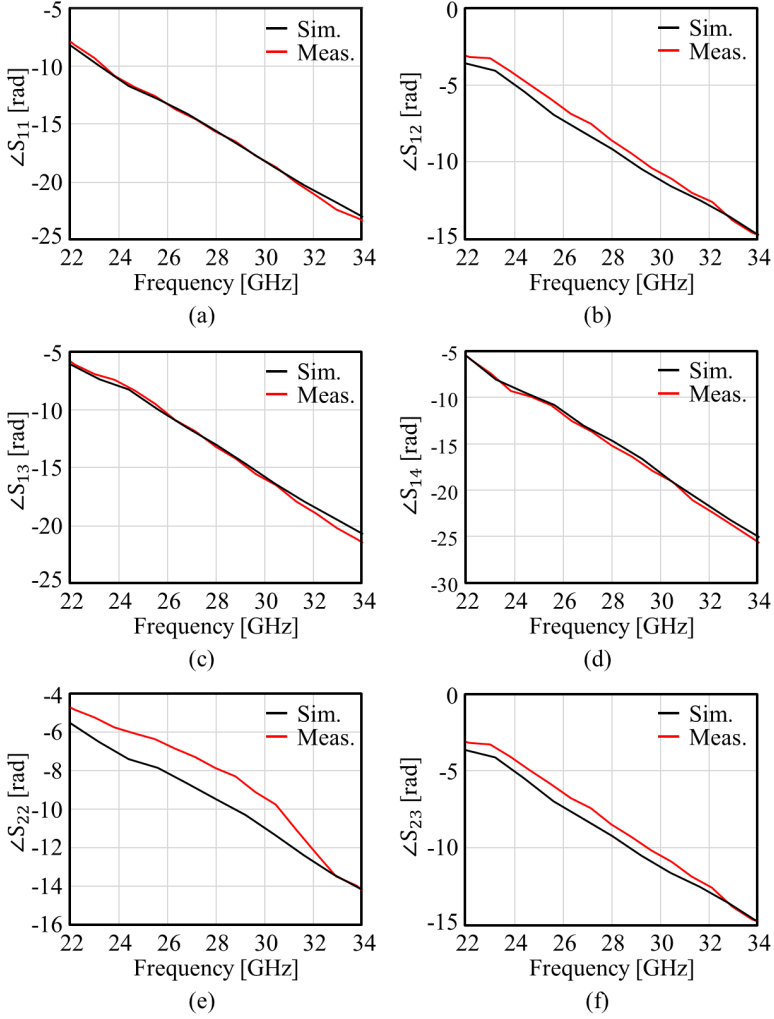 -5
-10
-15
-20
-25
∠S11 [rad]
Sim.
Meas.
22 24 26 28 30 32 34
Frequency [GHz]
(a)
0
-5
-10
-15
∠S12 [rad]
Sim.
Meas.
22 24 26 28 30 32 34
Frequency [GHz]
(b)
-5
-10
-15
-20
-25
∠S13 [rad]
Sim.
Meas.
22 24 26 28 30 32 34
Frequency [GHz]
(c)
-5
-10
-15
-20
-25
-30
∠S14 [rad]
Sim.
Meas.
22 24 26 28 30 32 34
Frequency [GHz]
(d)
-4
-6
-8
-10
-12
-14
-16
∠S22 [rad]
Sim.
Meas.
22 24 26 28 30 32 34
Frequency [GHz]
(e)
0
-5
-10
-15
∠S23 [rad]
Sim.
Meas.
22 24 26 28 30 32 34
Frequency [GHz]
(f)